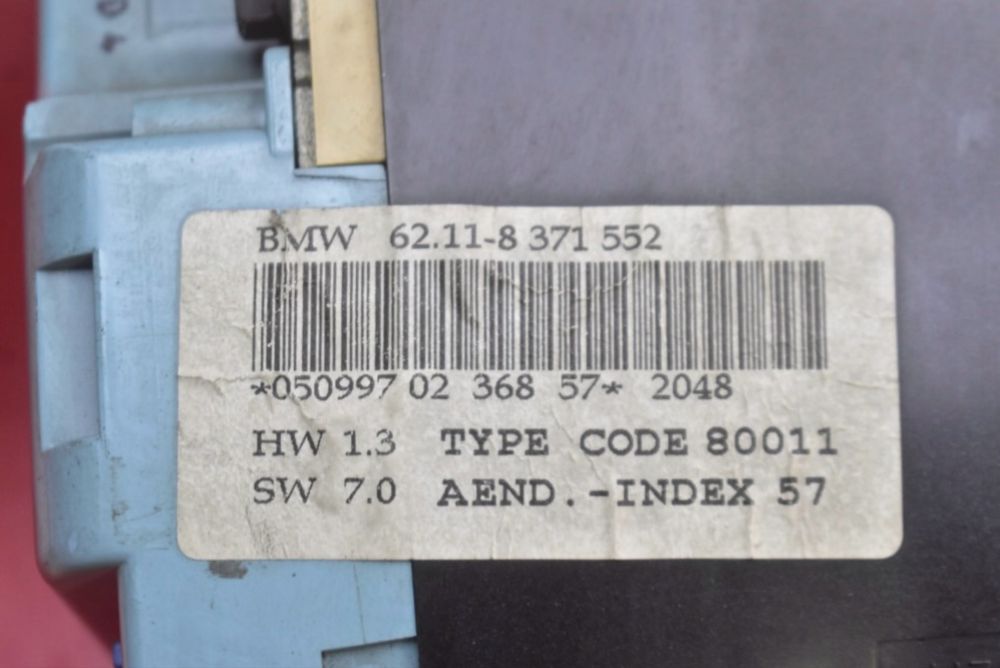 BMW 62.11-8 371 552
*050997 02 368 57* 2048
HW 1.3 TYPE CODE 80011
SW 7.0 AEND.-INDEX 57